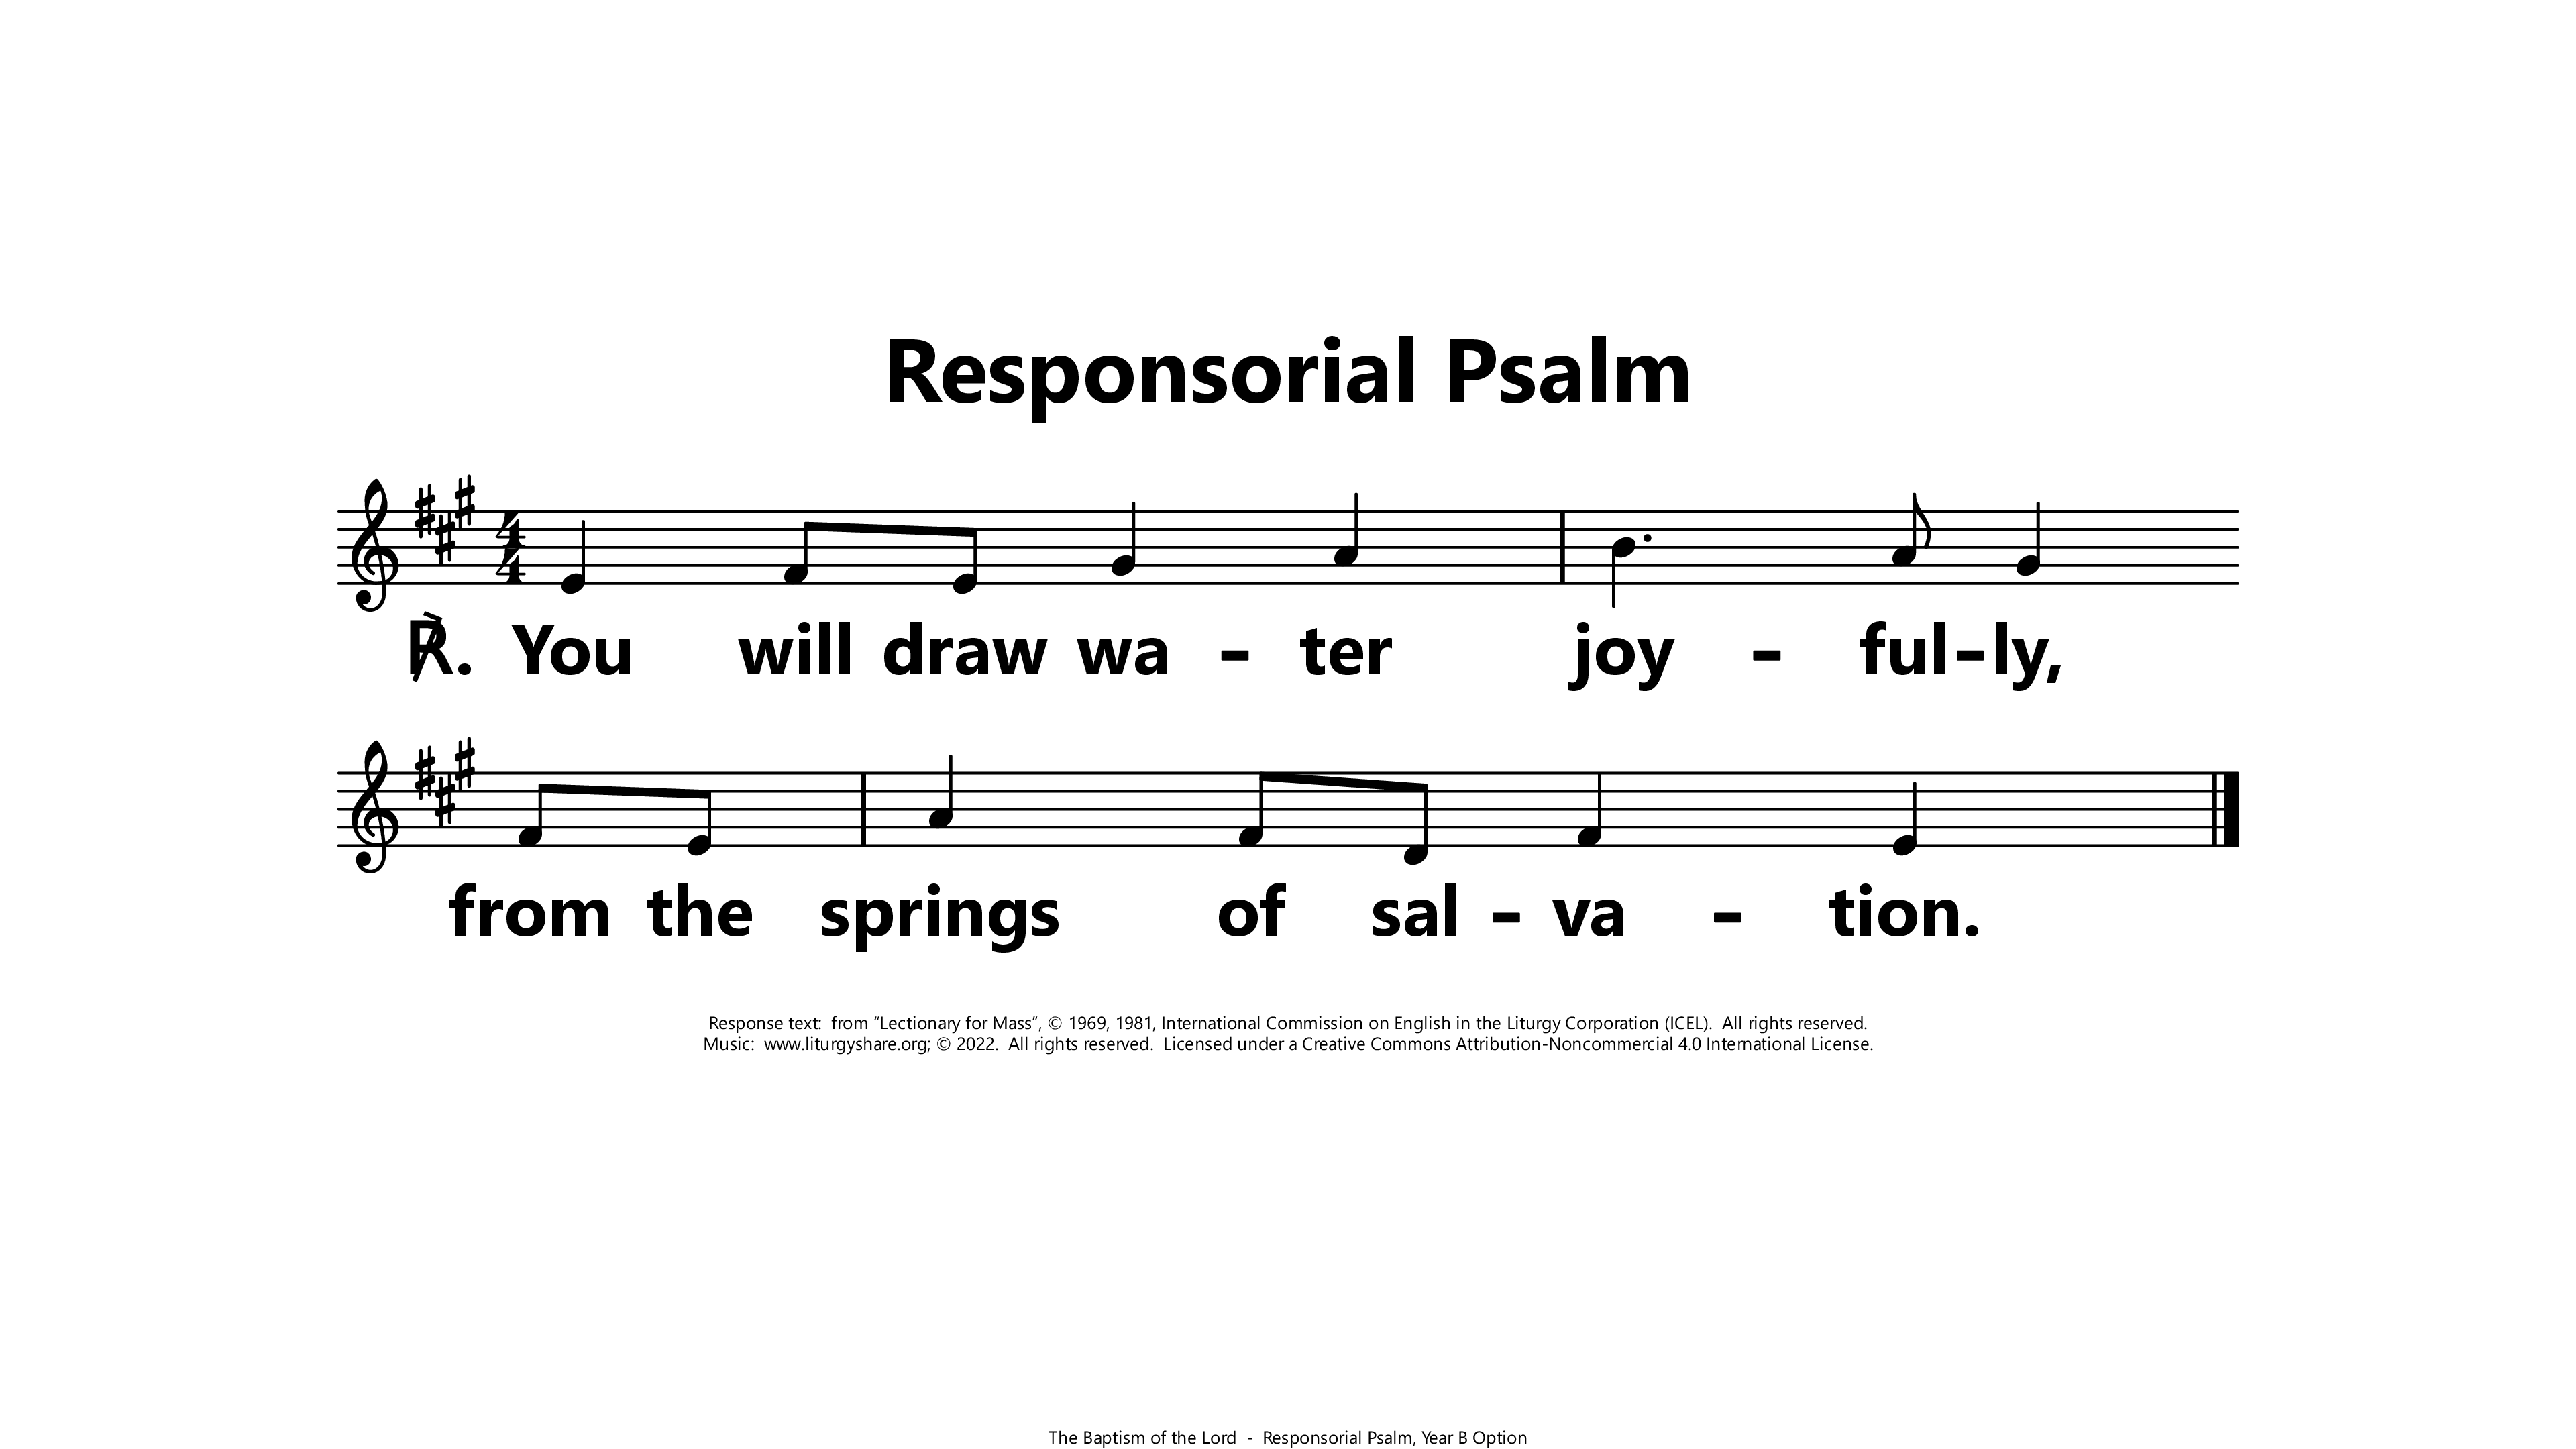 Responsorial Psalm
4
4
℟. You will draw wa - ter joy - ful - ly,
from the springs of sal - va - tion.
Response text:  from “Lectionary for Mass”, © 1969, 1981, International Commission on English in the Liturgy Corporation (ICEL).  All rights reserved.
Music:  www.liturgyshare.org; © 2022.  All rights reserved.  Licensed under a Creative Commons Attribution-Noncommercial 4.0 International License.
The Baptism of the Lord  -  Responsorial Psalm, Year B Option